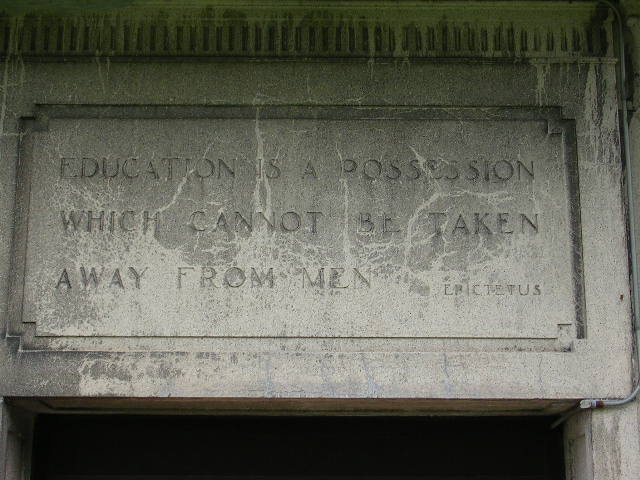 EDUCATION IS A POSSESSION
WHICH CANNOT BE TAKEN
AWAY FROM MEN EPICTETUS